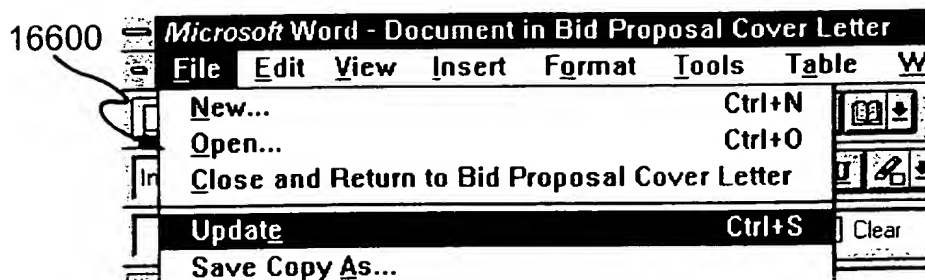 16600
Microsoft Word - Document in Bid Proposal Cover Letter
File Edit View Insert Format Tools Table W
New... Ctrl+N
Open... Ctrl+O
In Close and Return to Bid Proposal Cover Letter U
Update Ctrl+S Clear
Save Copy As...